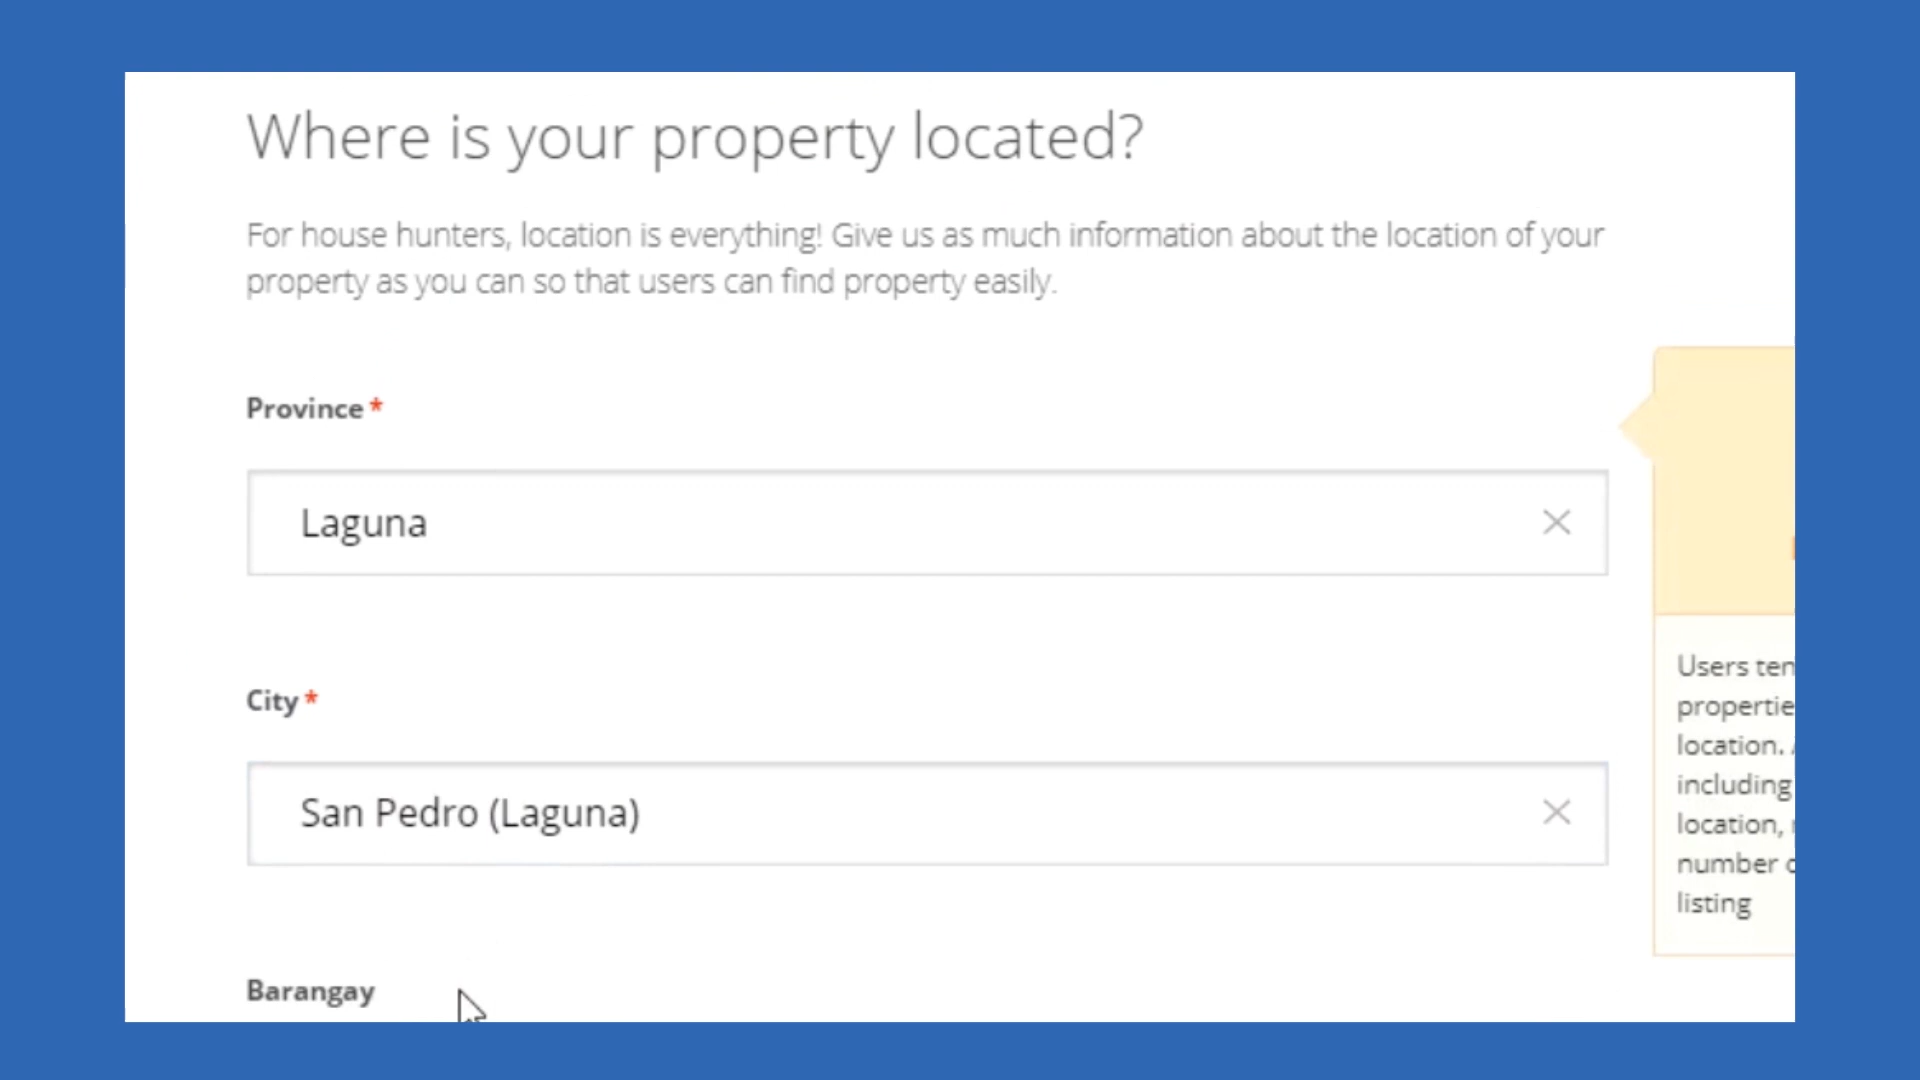 Where is your property located?
For house hunters, location is everything! Give us as much information about the location of your
property as you can so that users can find property easily.
Province *
Laguna
City *
San Pedro (Laguna)
Barangay
Users
location.
including
location,
number
listing